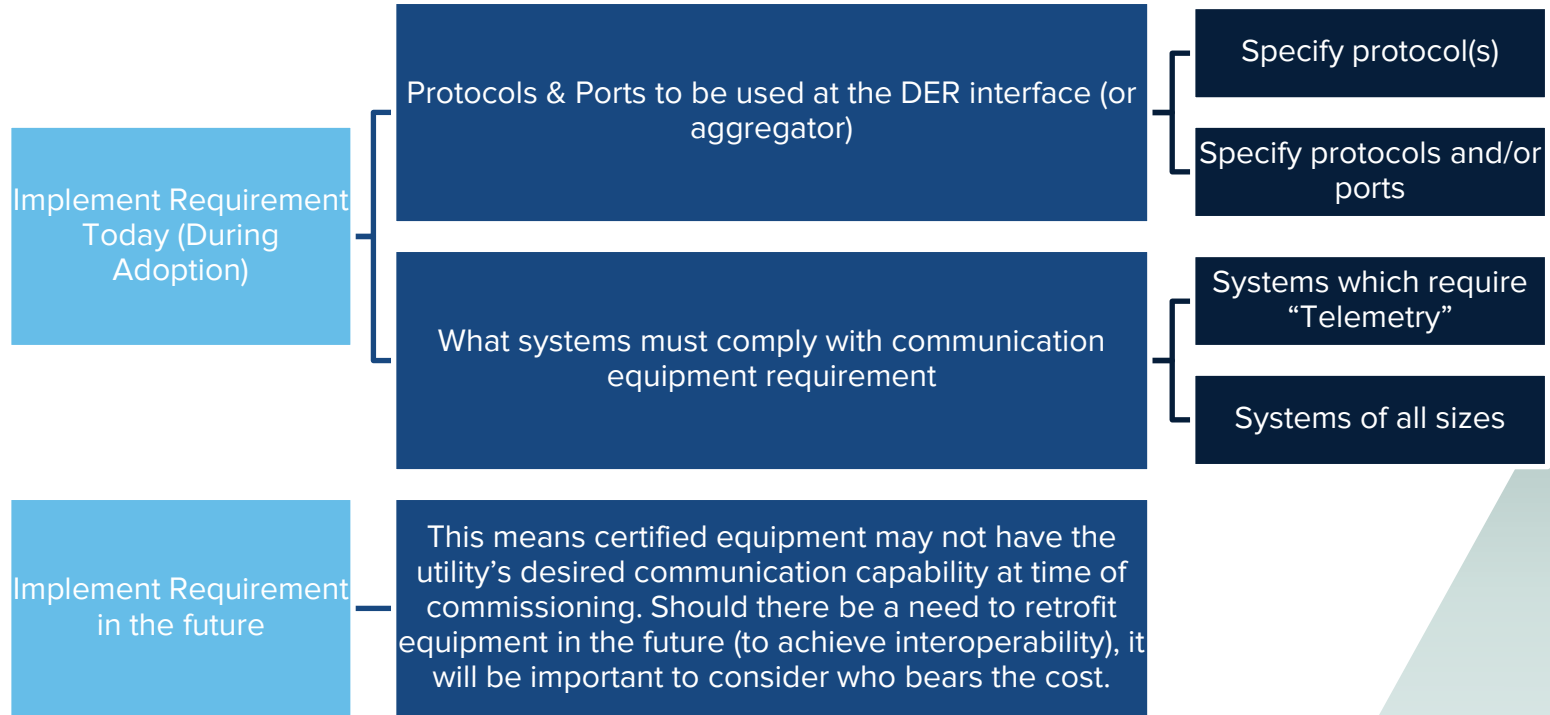 Implement Requirement
Today (During
Adoption)
Protocols & Ports to be used at the DER interface (or
aggregator)
Specify protocol(s)
Specify protocols and/or
ports
What systems must comply with communication
equipment requirement
Systems which require
“Telemetry”
Systems of all sizes
Implement Requirement
in the future
This means certified equipment may not have the
utility’s desired communication capability at time of
commissioning. Should there be a need to retrofit
equipment in the future (to achieve interoperability), it
will be important to consider who bears the cost.